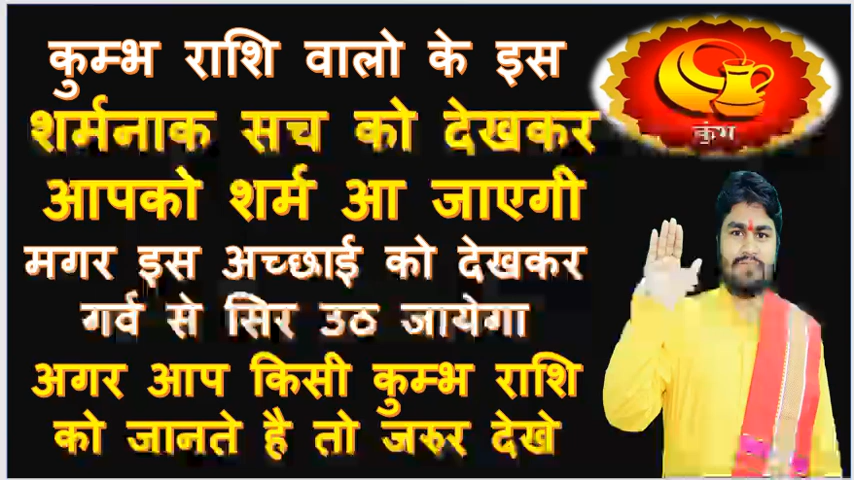 कुम्भ राशि वालो के इस
शर्मनाक सच को देखकर
आपको शर्म आ जाएगी
मगर इस अच्छाई को देखकर
गर्व से सिर उठ जायेगा
अगर आप किसी कुम्भ राशि
को जानते है तो जरुर देखे
कुंभ